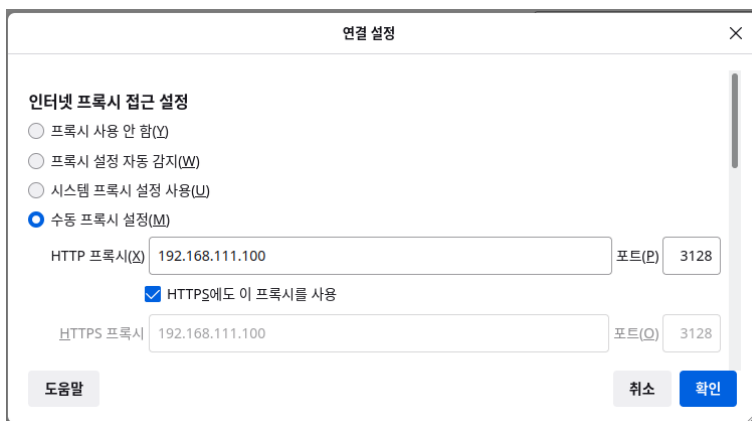 연결 설정
인터넷 프록시 접근 설정
프록시 사용 안 함(Y)
프록시 설정 자동 감지(W)
시스템 프록시 설정 사용(U)
수동 프록시 설정(M)
HTTP 프록시(X) 192.168.111.100 포트(P) 3128
HTTPS에도 이 프록시를 사용
HTTPS 프록시 192.168.111.100 포트(O) 3128
도움말 취소 확인